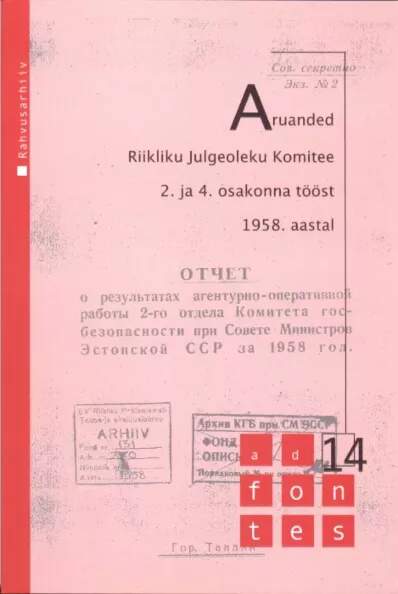 Rahvusarhiiv
Сов. секретно
Экз. № 2
Aruanded
Riikliku Julgeoleku Komitee
2. ja 4. osakonna tööst
1958. aastal
ОТЧЕТ
о результатах агентурно-оперативной
работы 2-го отдела Комитета гос-
безопасности при Совете Министров
Эстонской ССР за 1958 год.
ARHIIV
Архив КГБ при СМ ЭССР
ФОНД
ОПИСЬ
ad
14
fon
tes
Гор. Таллин